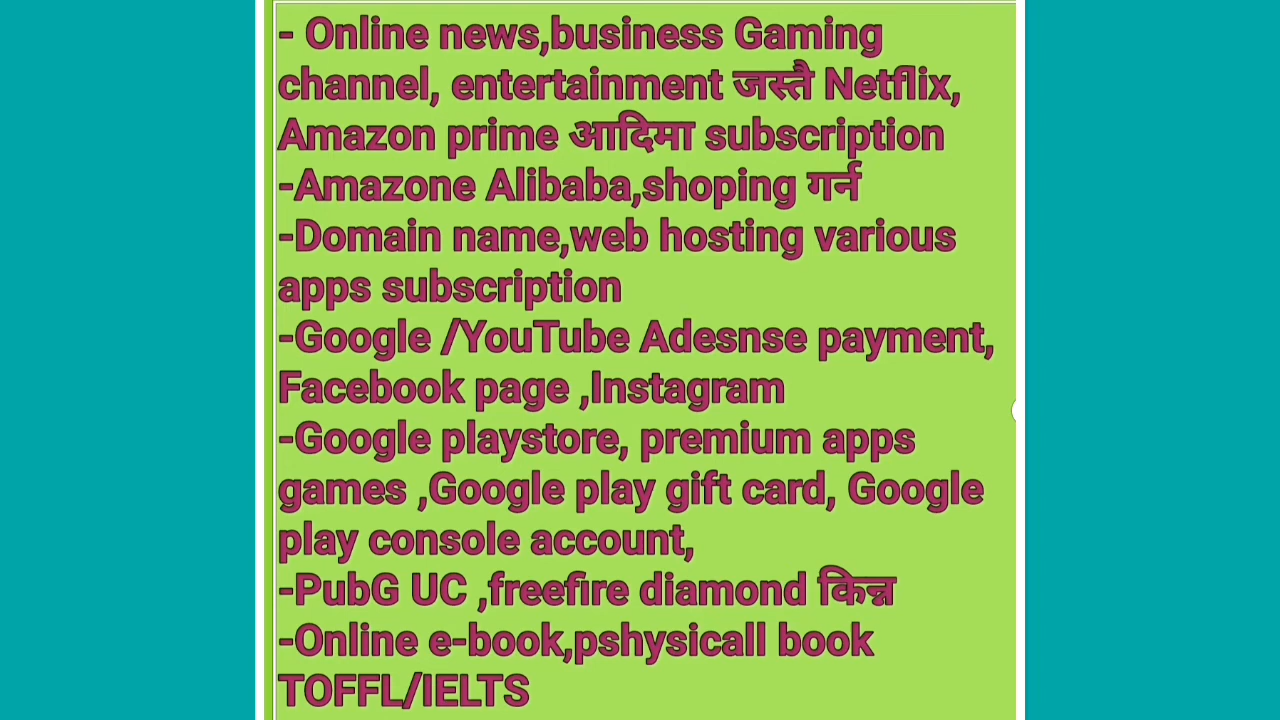 - Online news,business Gaming
channel, entertainment जस्तै Netflix,
Amazon prime आदिमा subscription
-Amazone Alibaba,shoping गर्न
-Domain name,web hosting various
apps subscription
-Google /YouTube Adesnse payment,
Facebook page ,Instagram
-Google playstore, premium apps
games ,Google play gift card, Google
play console account,
-PubG UC ,freefire diamond किन्न
-Online e-book,pshysicall book
TOFFL/IELTS